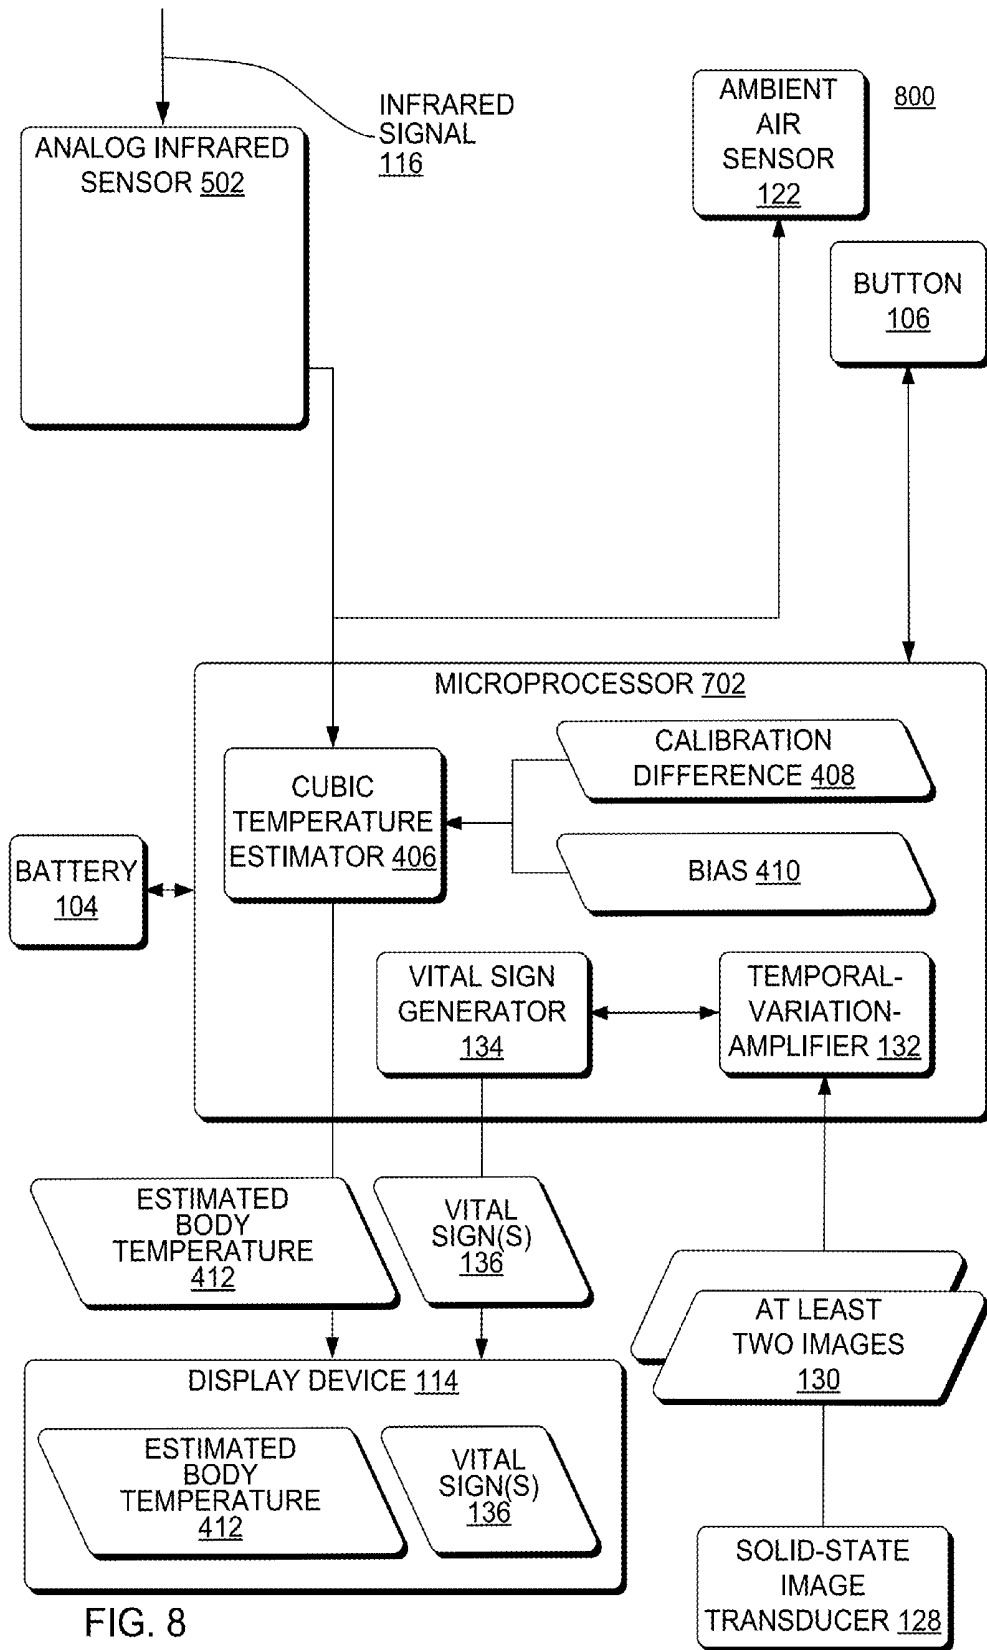 INFRARED
SIGNAL
116
ANALOG INFRARED
SENSOR 502
AMBIENT
AIR
SENSOR
122
800
BUTTON
106
MICROPROCESSOR 702
CUBIC
TEMPERATURE
ESTIMATOR 406
CALIBRATION
DIFFERENCE 408
BIAS 410
BATTERY
104
VITAL SIGN
GENERATOR
134
TEMPORAL-
VARIATION-
AMPLIFIER 132
ESTIMATED
BODY
TEMPERATURE
412
VITAL
SIGN(S)
136
AT LEAST
TWO IMAGES
130
DISPLAY DEVICE 114
ESTIMATED
BODY
TEMPERATURE
412
VITAL
SIGN(S)
136
SOLID-STATE
IMAGE
TRANSDUCER 128
FIG. 8